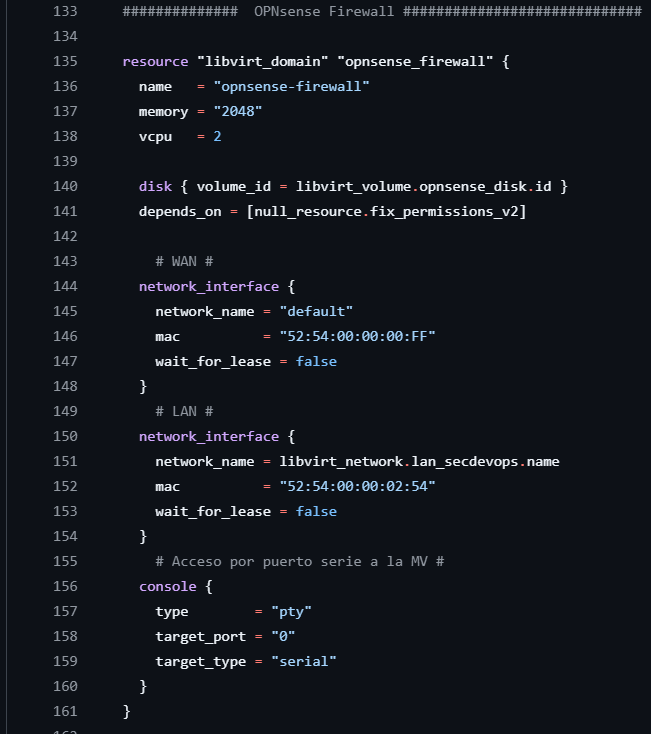 133 ############## OPNsense Firewall #############################
134
135 resource "libvirt_domain" "opnsense_firewall" {
136 name = "opnsense-firewall"
137 memory = "2048"
138 vcpu = 2
139
140 disk { volume_id = libvirt_volume.opnsense_disk.id }
141 depends_on = [null_resource.fix_permissions_v2]
142
143 # WAN #
144 network_interface {
145 network_name = "default"
146 mac = "52:54:00:00:00:FF"
147 wait_for_lease = false
148 }
149 # LAN #
150 network_interface {
151 network_name = libvirt_network.lan_secdevops.name
152 mac = "52:54:00:00:02:54"
153 wait_for_lease = false
154 }
155 # Acceso por puerto serie a la MV #
156 console {
157 type = "pty"
158 target_port = "0"
159 target_type = "serial"
160 }
161 }